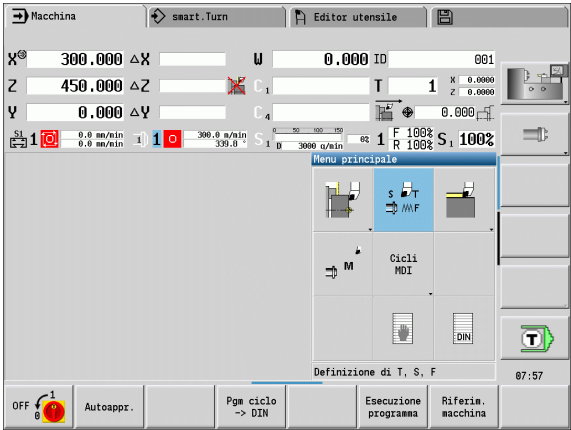 Macchina
smart.Turn
Editor utensile
X 300.000 ΔX W 0.000 ID 001
Z 450.000 ΔZ C1 T 1 X 0.0000
Z 0.0000
Y 0.000 ΔY C4 0.000
S1 1 0.0 mm/min 1 300.0 m/min S1 0 50 100 150 0% 1 F 100% S1 100%
0.0 mm/min 339.8 ° D 3000 g/min R 100%
Menu principale
S T
M F
M
Cicli
MDI
DIN
Definizione di T, S, F
T
07:57
OFF 1
0
Autoappr.
Pgm ciclo
-> DIN
Esecuzione
programma
Riferim.
macchina